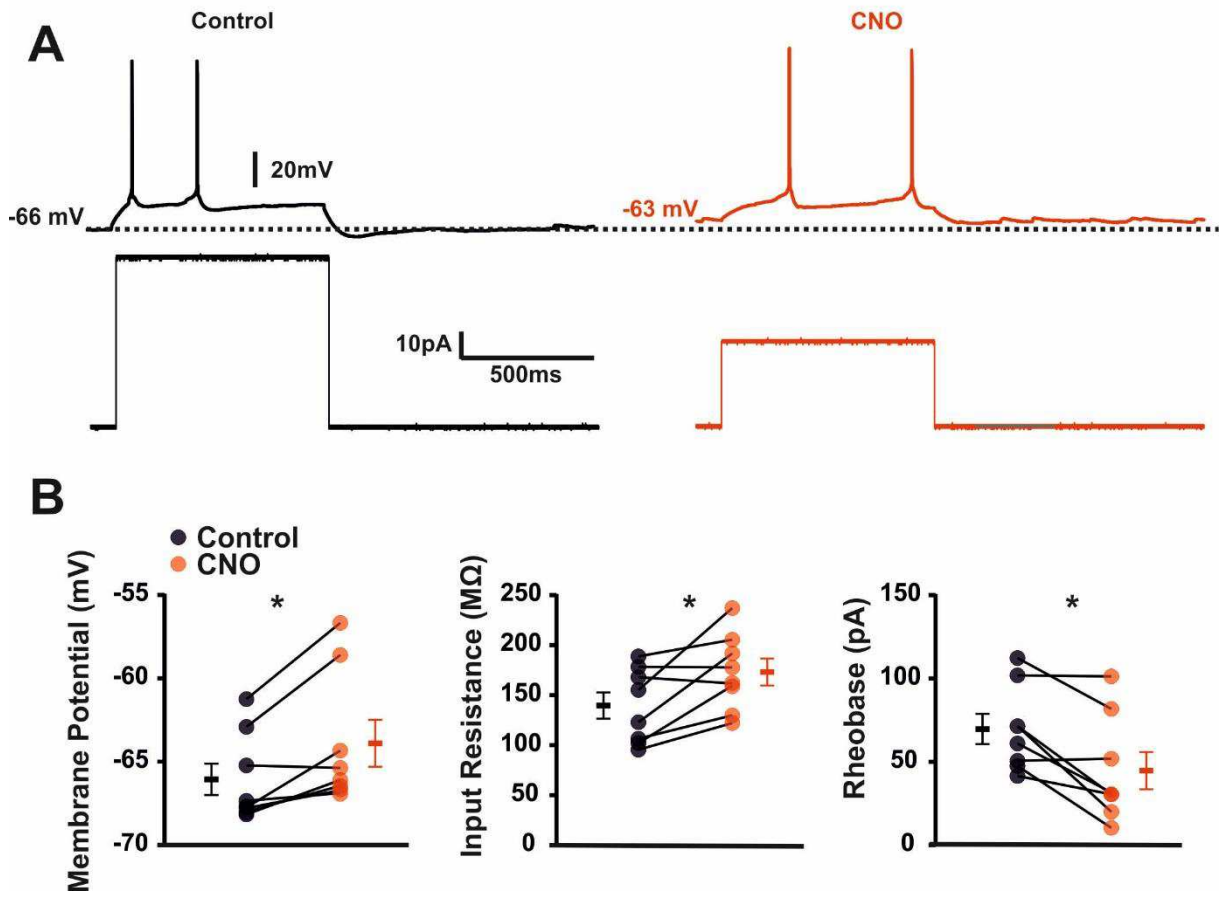 A
Control
CNO
20mV
-66 mV
-63 mV
10pA
500ms
B
Control
CNO
Membrane Potential (mV)
-55
-60
-65
-70
*
Input Resistance (MΩ)
250
200
150
100
50
0
*
Rheobase (pA)
150
100
50
0
*